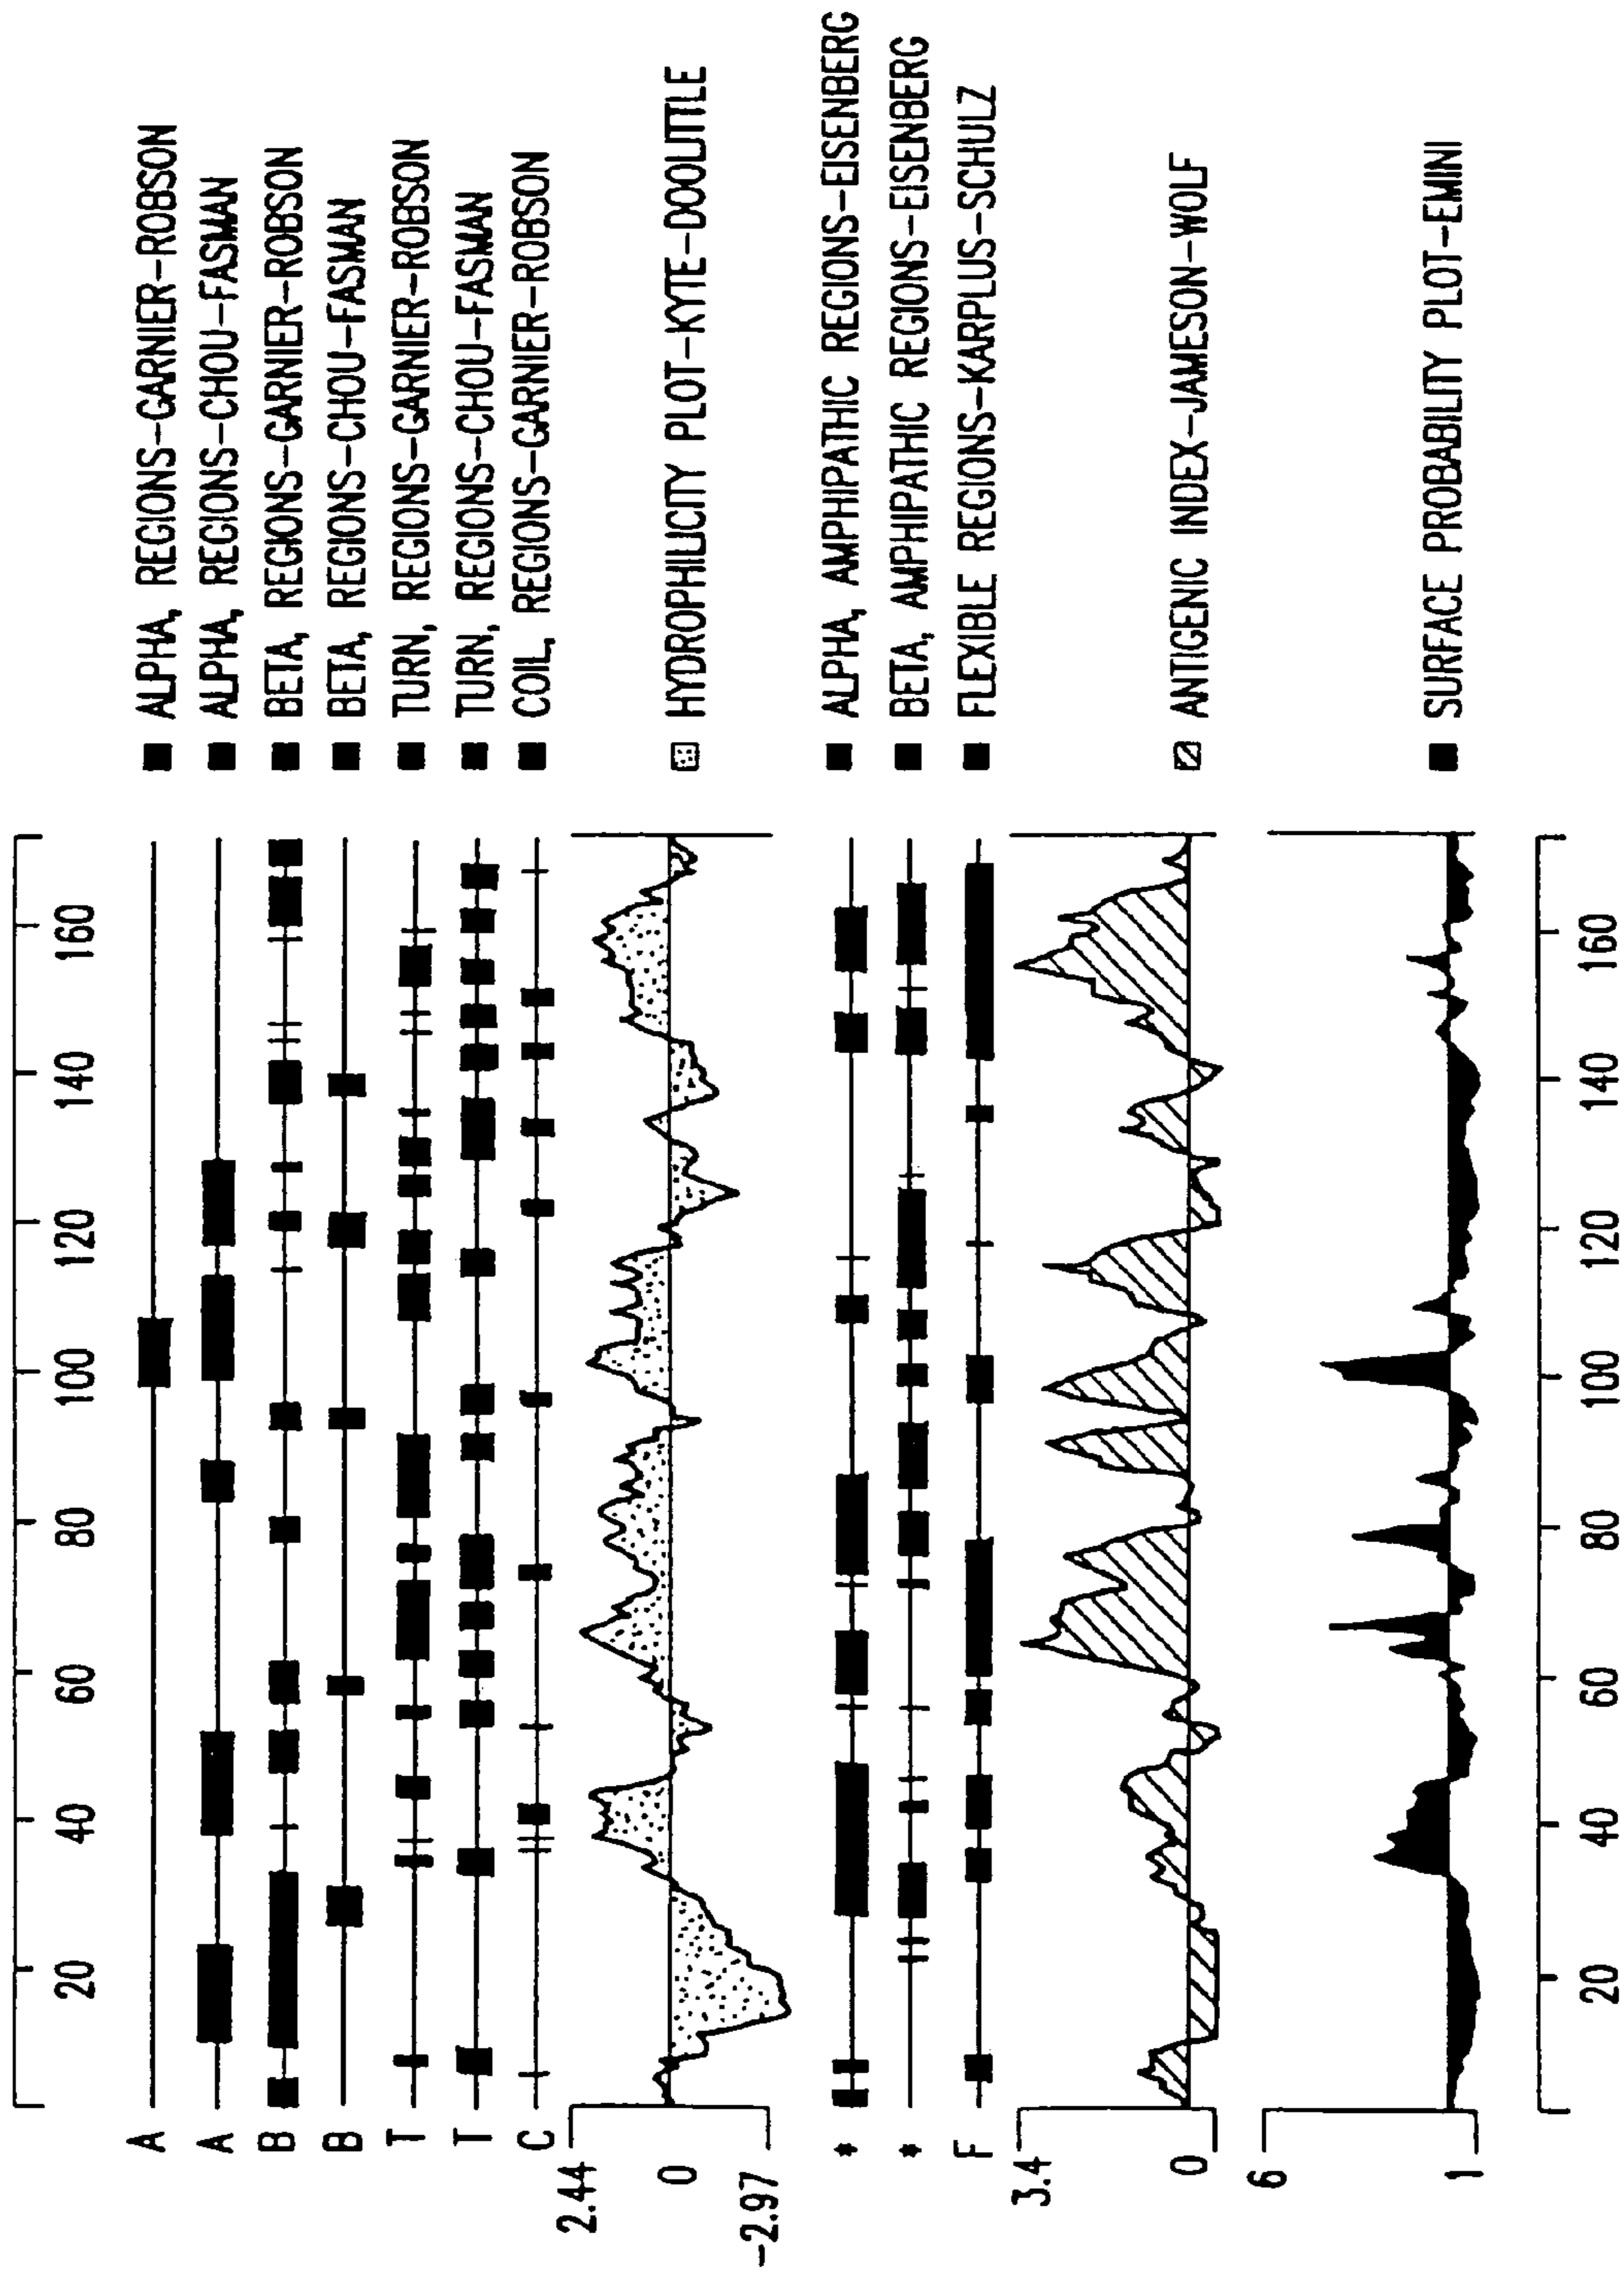 20 40 60 80 100 120 140 160
A ALPHA, REGIONS-GARNIER-ROBSON
A ALPHA, REGIONS-CHOU-FASMAN
B BETA, REGIONS-GARNIER-ROBSON
B BETA, REGIONS-CHOU-FASMAN
T TURN, REGIONS-GARNIER-ROBSON
T TURN, REGIONS-CHOU-FASMAN
C COIL, REGIONS-GARNIER-ROBSON
2.44
0 HYDROPHILICITY PLOT-KYTE-DOOLITTLE
-2.97
* ALPHA, AMPHIPATHIC REGIONS-EISENBERG
* BETA, AMPHIPATHIC REGIONS-EISENBERG
F FLEXIBLE REGIONS-KARPLUS-SCHULZ
3.4
0 ANTIGENIC INDEX-JAMESON-WOLF
6
1 SURFACE PROBABILITY PLOT-EMINI
20 40 60 80 100 120 140 160